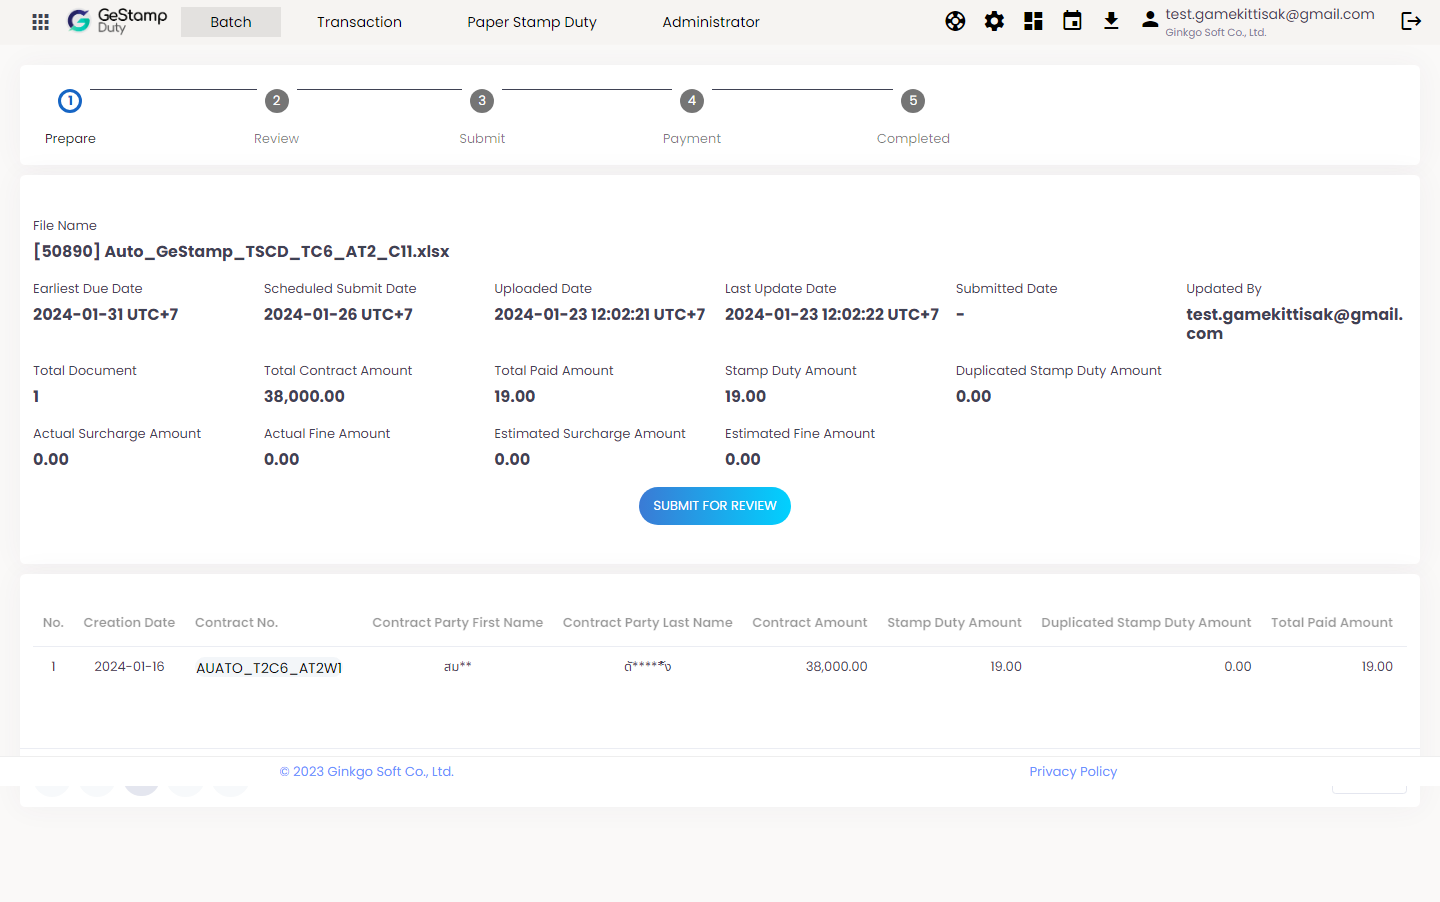 GeStamp
Duty
Batch
Transaction
Paper Stamp Duty
Administrator
test.gamekittisak@gmail.com
Ginkgo Soft Co., Ltd.
1
2
3
4
5
Prepare
Review
Submit
Payment
Completed
File Name
[50890] Auto_GeStamp_TSCD_TC6_AT2_C11.xlsx
Earliest Due Date
2024-01-31 UTC+7
Scheduled Submit Date
2024-01-26 UTC+7
Uploaded Date
2024-01-23 12:02:21 UTC+7
Last Update Date
2024-01-23 12:02:22 UTC+7
Submitted Date
-
Updated By
test.gamekittisak@gmail.
com
Total Document
1
Total Contract Amount
38,000.00
Total Paid Amount
19.00
Stamp Duty Amount
19.00
Duplicated Stamp Duty Amount
0.00
Actual Surcharge Amount
0.00
Actual Fine Amount
0.00
Estimated Surcharge Amount
0.00
Estimated Fine Amount
0.00
SUBMIT FOR REVIEW
No. Creation Date Contract No. Contract Party First Name Contract Party Last Name Contract Amount Stamp Duty Amount Duplicated Stamp Duty Amount Total Paid Amount
1 2024-01-16 AUATO_T2C6_AT2W1 สม** 38,000.00 19.00 0.00 19.00
© 2023 Ginkgo Soft Co., Ltd.
Privacy Policy